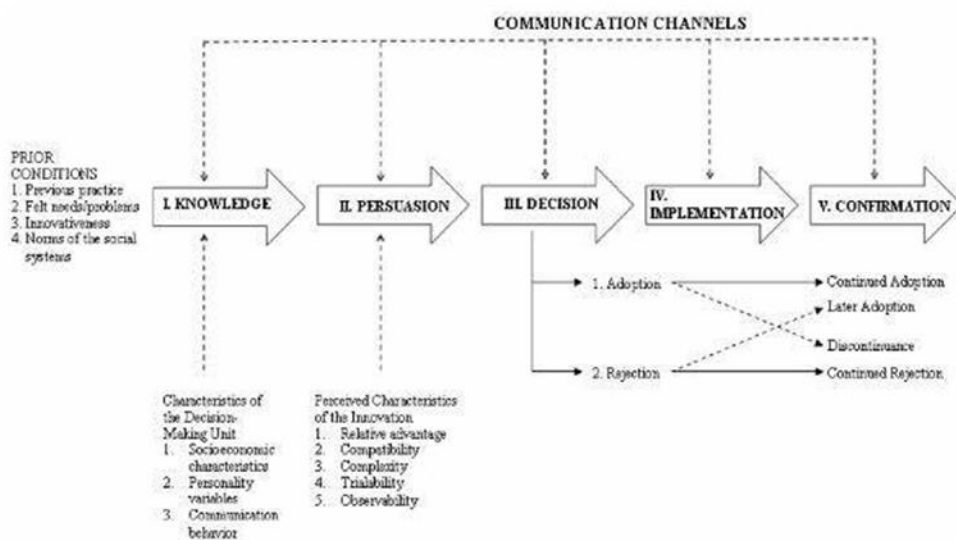 COMMUNICATION CHANNELS
PRIOR
CONDITIONS
1. Previous practice
2. Felt needs/problems
3. Innovativeness
4. Norms of the social
systems
I. KNOWLEDGE
II. PERSUASION
III. DECISION
IV.
IMPLEMENTATION
V. CONFIRMATION
1. Adoption
Continued Adoption
Later Adoption
Discontinuance
2. Rejection
Continued Rejection
Characteristics of
the Decision-
Making Unit
1. Socioeconomic
characteristics
2. Personality
variables
3. Communication
behavior
Perceived Characteristics
of the Innovation
1. Relative advantage
2. Compatibility
3. Complexity
4. Trialability
5. Observability